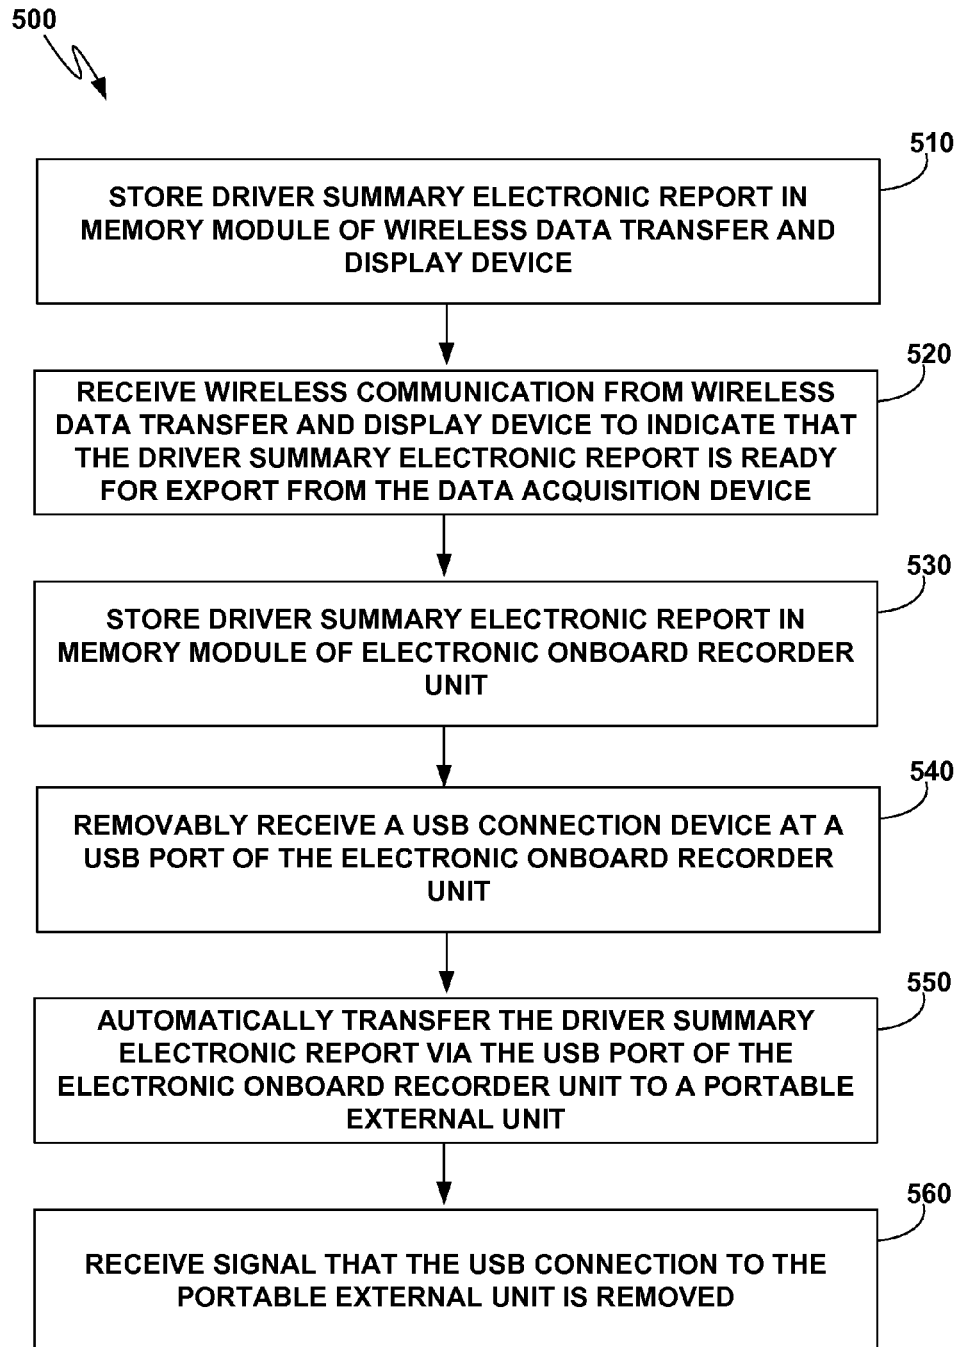 500
510
STORE DRIVER SUMMARY ELECTRONIC REPORT IN
MEMORY MODULE OF WIRELESS DATA TRANSFER AND
DISPLAY DEVICE
520
RECEIVE WIRELESS COMMUNICATION FROM WIRELESS
DATA TRANSFER AND DISPLAY DEVICE TO INDICATE THAT
THE DRIVER SUMMARY ELECTRONIC REPORT IS READY
FOR EXPORT FROM THE DATA ACQUISITION DEVICE
530
STORE DRIVER SUMMARY ELECTRONIC REPORT IN
MEMORY MODULE OF ELECTRONIC ONBOARD RECORDER
UNIT
540
REMOVABLY RECEIVE A USB CONNECTION DEVICE AT A
USB PORT OF THE ELECTRONIC ONBOARD RECORDER
UNIT
550
AUTOMATICALLY TRANSFER THE DRIVER SUMMARY
ELECTRONIC REPORT VIA THE USB PORT OF THE
ELECTRONIC ONBOARD RECORDER UNIT TO A PORTABLE
EXTERNAL UNIT
560
RECEIVE SIGNAL THAT THE USB CONNECTION TO THE
PORTABLE EXTERNAL UNIT IS REMOVED